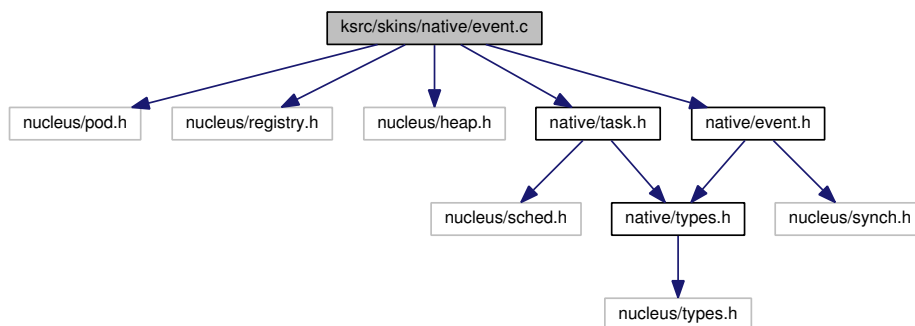 ksrc/skins/native/event.c
nucleus/pod.h
nucleus/registry.h
nucleus/heap.h
native/task.h
native/event.h
nucleus/sched.h
native/types.h
nucleus/synch.h
nucleus/types.h